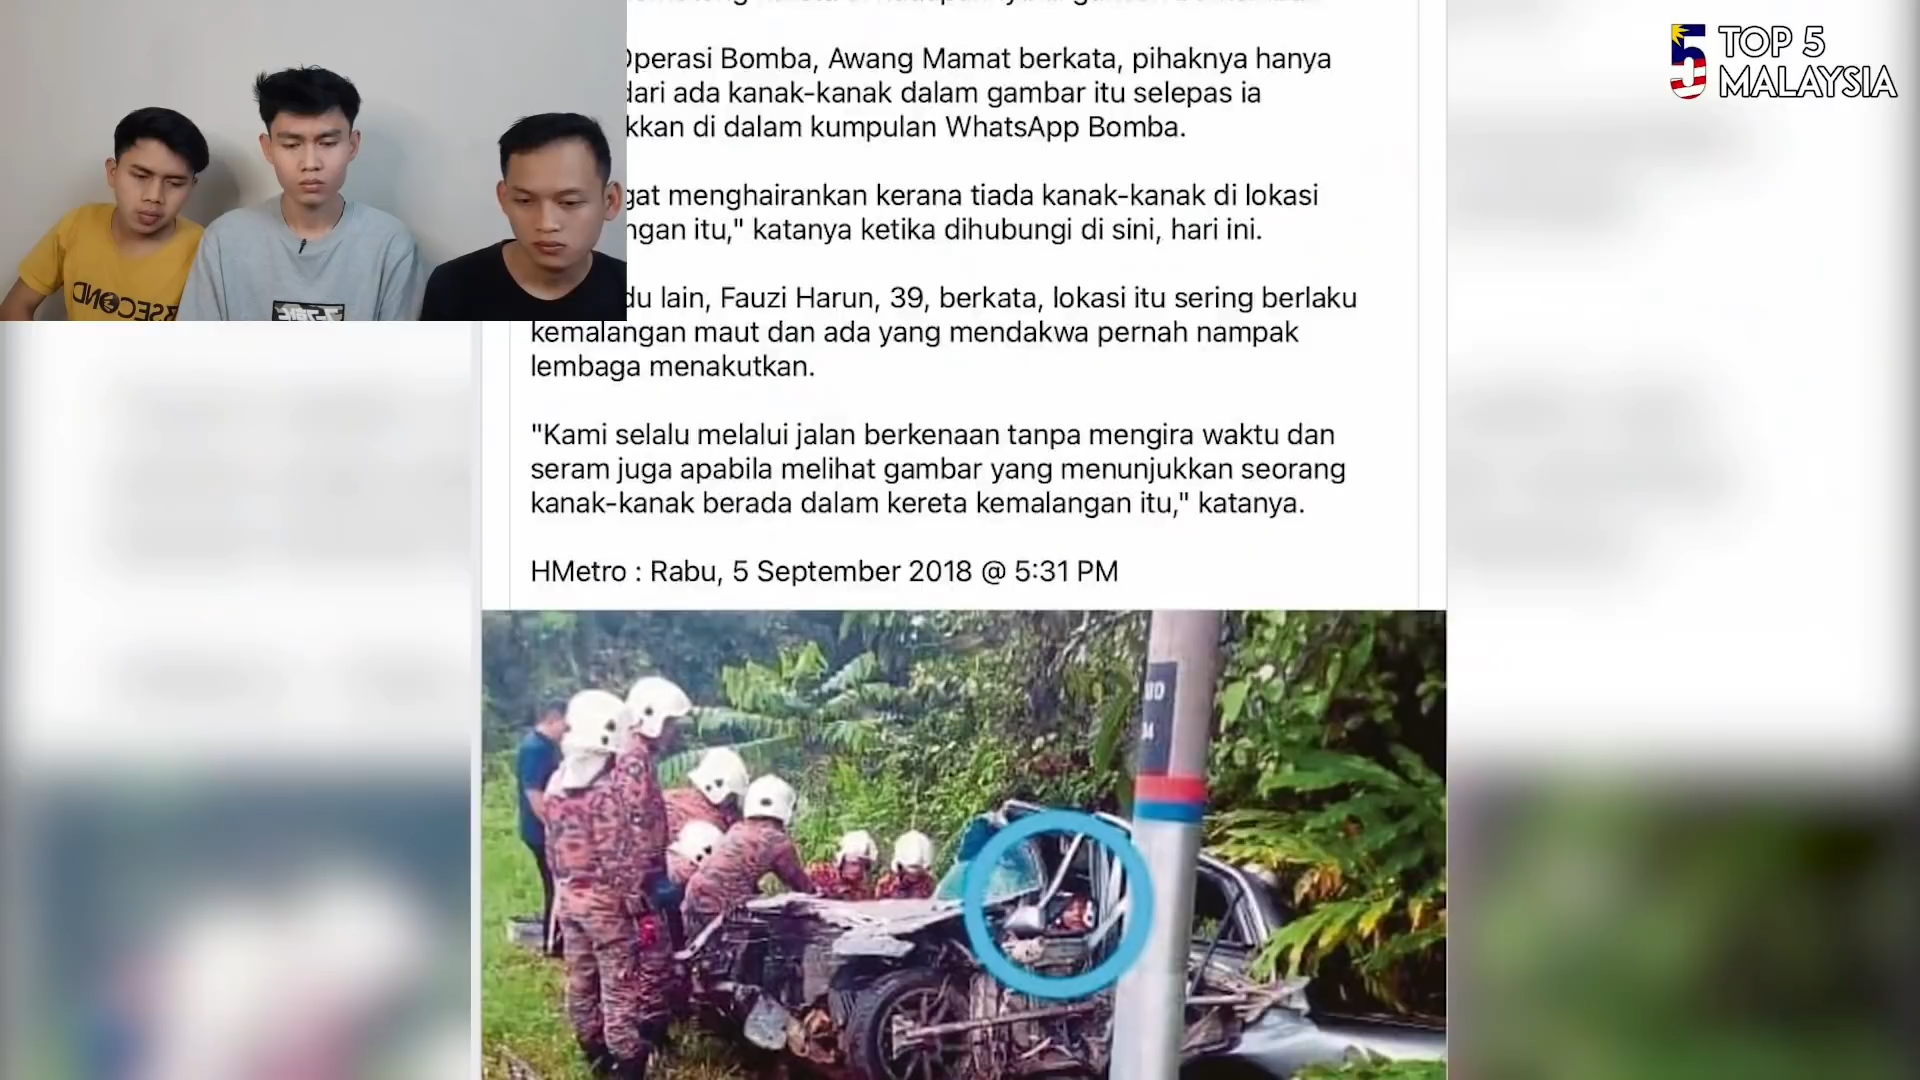 Operasi Bomba, Awang Mamat berkata, pihaknya hanya
dari ada kanak-kanak dalam gambar itu selepas ia
kkan di dalam kumpulan WhatsApp Bomba.
gat menghairankan kerana tiada kanak-kanak di lokasi
ngan itu," katanya ketika dihubungi di sini, hari ini.
du lain, Fauzi Harun, 39, berkata, lokasi itu sering berlaku
kemalangan maut dan ada yang mendakwa pernah nampak
lembaga menakutkan.
"Kami selalu melalui jalan berkenaan tanpa mengira waktu dan
seram juga apabila melihat gambar yang menunjukkan seorang
kanak-kanak berada dalam kereta kemalangan itu," katanya.
HMetro : Rabu, 5 September 2018 @ 5:31 PM
5 TOP 5
MALAYSIA